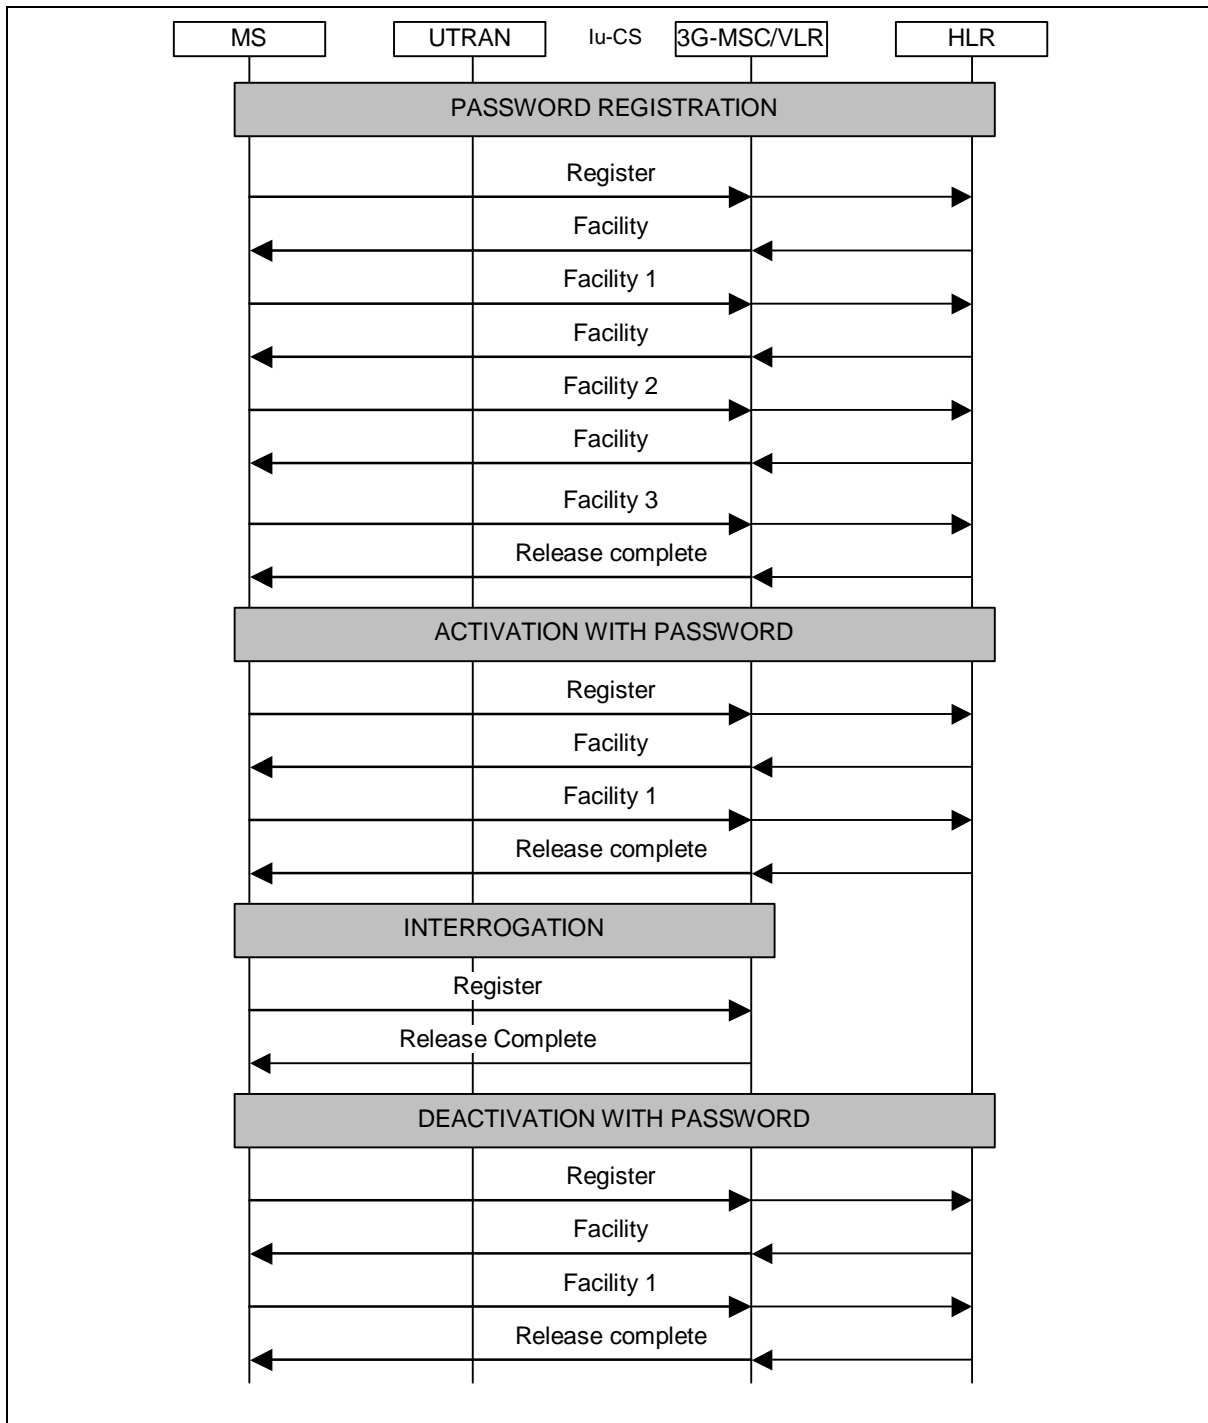 MS UTRAN Iu-CS 3G-MSC/VLR HLR
PASSWORD REGISTRATION
Register
Facility
Facility 1
Facility
Facility 2
Facility
Facility 3
Release complete
ACTIVATION WITH PASSWORD
Register
Facility
Facility 1
Release complete
INTERROGATION
Register
Release Complete
DEACTIVATION WITH PASSWORD
Register
Facility
Facility 1
Release complete